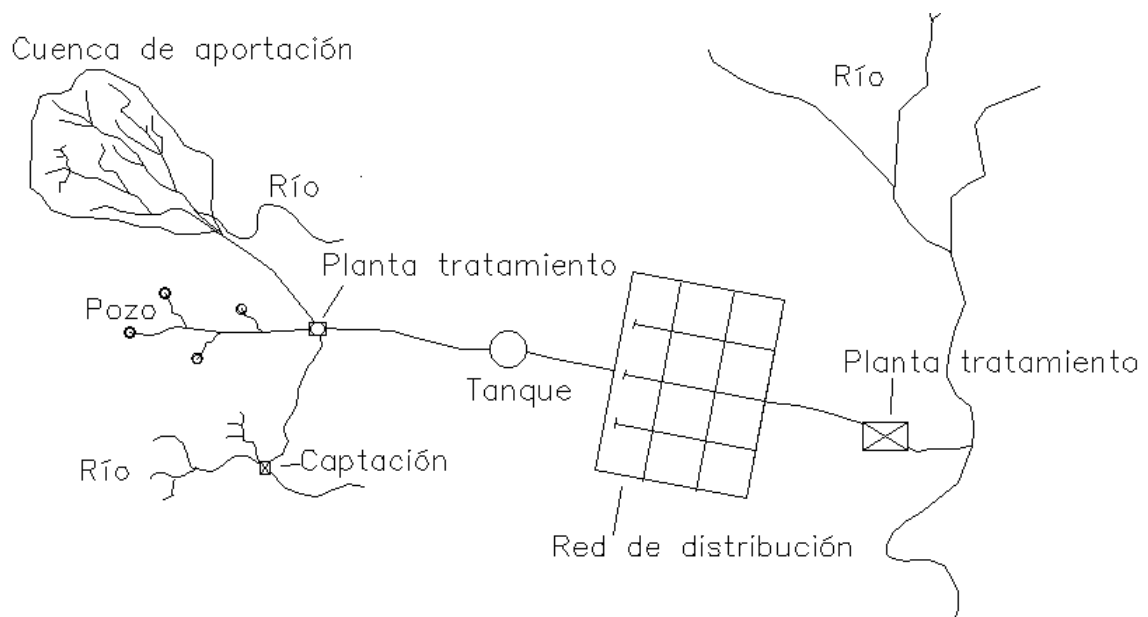 Cuenca de aportación
Río
Río
Planta tratamiento
Pozo
Planta tratamiento
Tanque
Captación
Río
Red de distribución